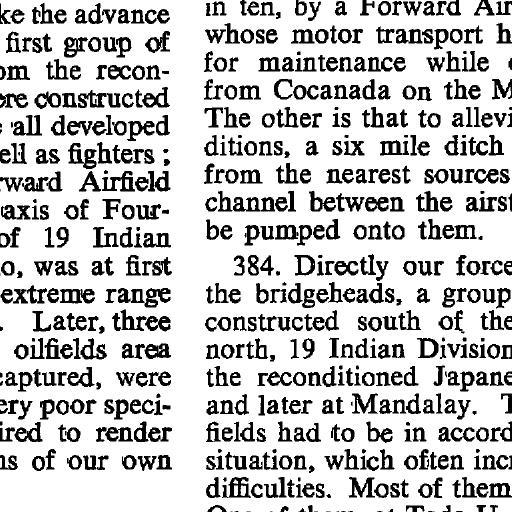 ke the advance
first group of
om the recon-
ere constructed
all developed
ell as fighters ;
rward Airfield
axis of Four-
of 19 Indian
o, was at first
extreme range
. Later, three
oilfields area
captured, were
ery poor speci-
ired to render
ns of our own
in ten, by a Forward Air
whose motor transport h
for maintenance while
from Cocanada on the M
The other is that to allevi
ditions, a six mile ditch
from the nearest sources
channel between the airst
be pumped onto them.
384. Directly our force
the bridgeheads, a group
constructed south of the
north, 19 Indian Division
the reconditioned Japane
and later at Mandalay. T
fields had to be in accord
situation, which often incr
difficulties. Most of them